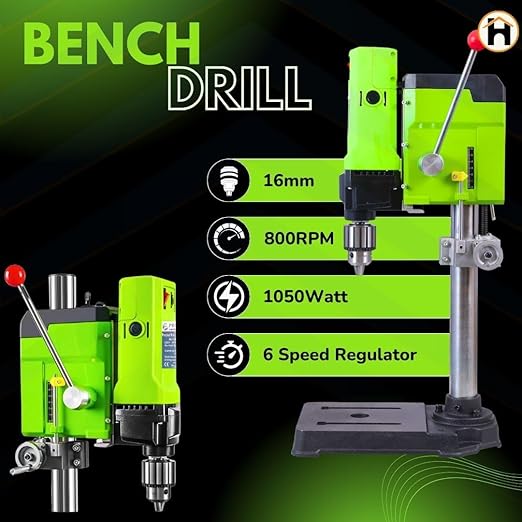 BENCH
DRILL
16mm
800RPM
1050Watt
6 Speed Regulator